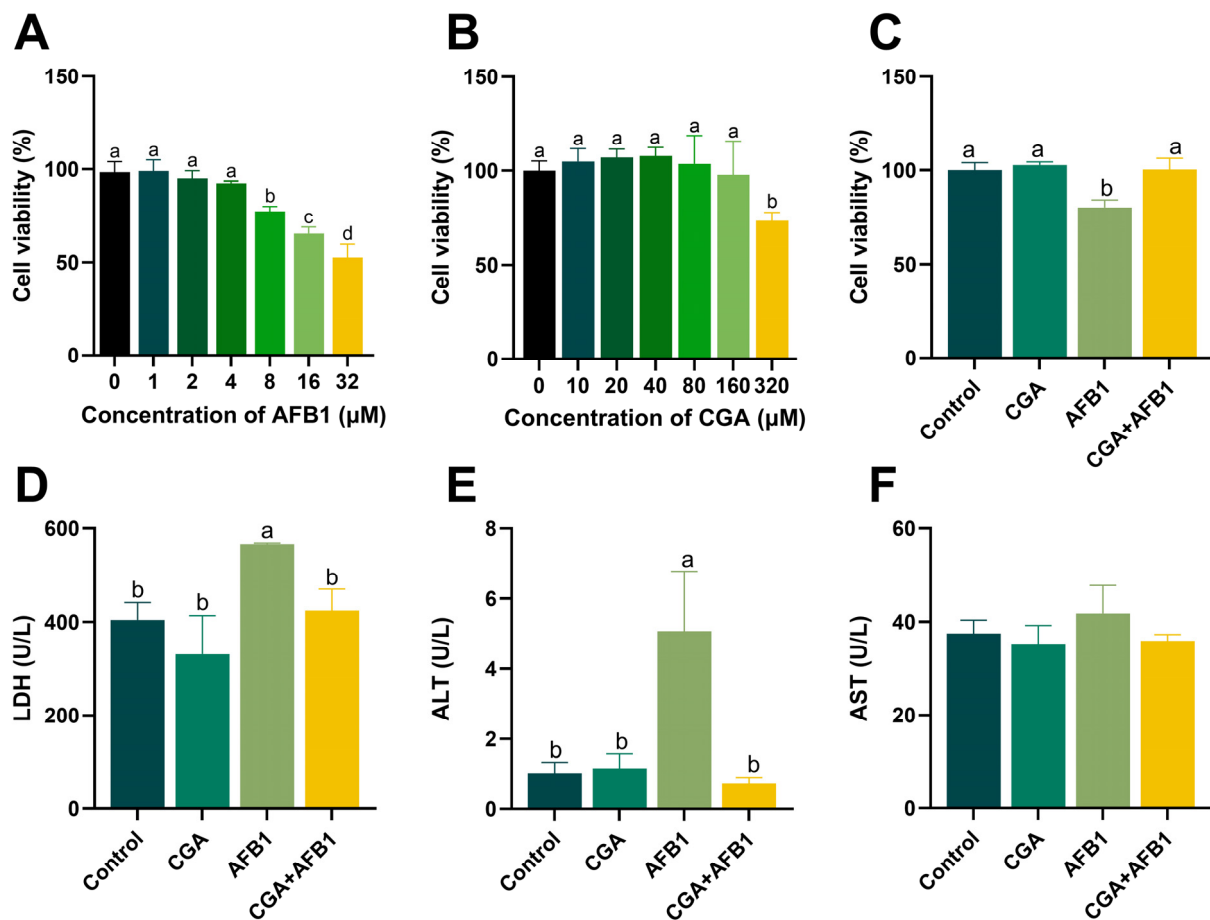 A
150
100
50
0
Cell viability (%)
a a a a b c d
0 1 2 4 8 16 32
Concentration of AFB1 (μM)
B
150
100
50
0
Cell viability (%)
a a a a a a b
0 10 20 40 80 160 320
Concentration of CGA (μM)
C
150
100
50
0
Cell viability (%)
a a b a
Control CGA AFB1 CGA+AFB1
D
600
400
200
0
LDH (U/L)
b b a b
Control CGA AFB1 CGA+AFB1
E
8
6
4
2
0
ALT (U/L)
b b a b
Control CGA AFB1 CGA+AFB1
F
60
40
20
0
AST (U/L)
Control CGA AFB1 CGA+AFB1